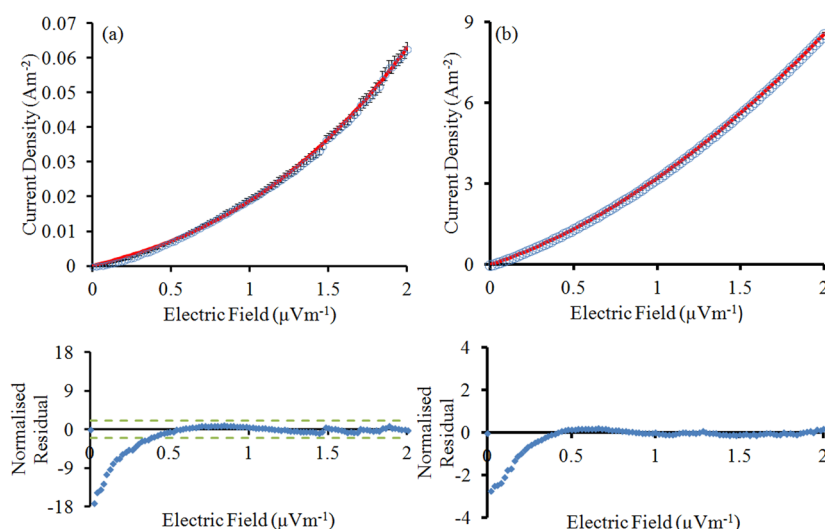 (a)
0.07
0.06
0.05
0.04
0.03
0.02
0.01
0
Current Density (Am⁻²)
0 0.5 1 1.5 2
Electric Field (µVm⁻¹)
(b)
9
6
3
0
Current Density (Am⁻²)
0 0.5 1 1.5 2
Electric Field (µVm⁻¹)
18
9
0
-9
-18
Normalised
Residual
0 0.5 1 1.5 2
Electric Field (µVm⁻¹)
4
2
0
-2
-4
Normalised
Residual
0 0.5 1 1.5 2
Electric Field (µVm⁻¹)